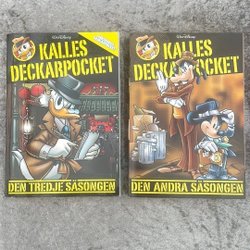 Walt Disney
KALLES
DECKARPOCKET
DEN TREDJE SÄSONGEN
Walt Disney
KALLES
DECKARPOCKET
DEN ANDRA SÄSONGEN